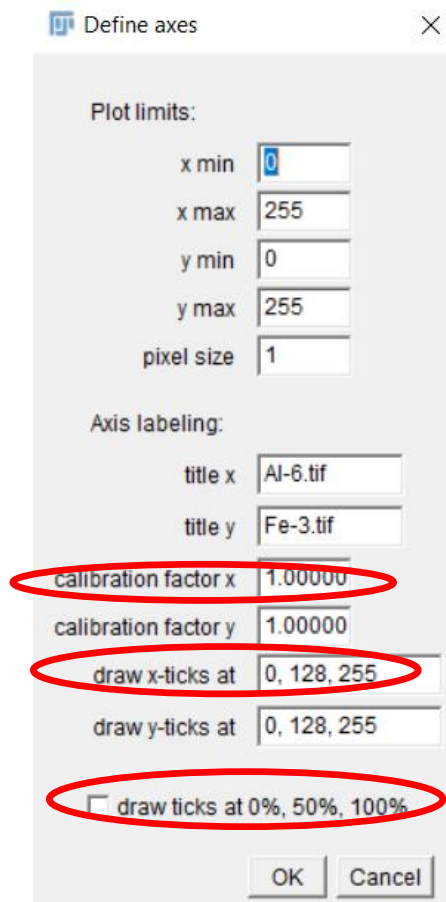 Define axes
Plot limits:
x min 0
x max 255
y min 0
y max 255
pixel size 1
Axis labeling:
title x Al-6.tif
title y Fe-3.tif
calibration factor x 1.00000
calibration factor y 1.00000
draw x-ticks at 0, 128, 255
draw y-ticks at 0, 128, 255
draw ticks at 0%, 50%, 100%
OK Cancel